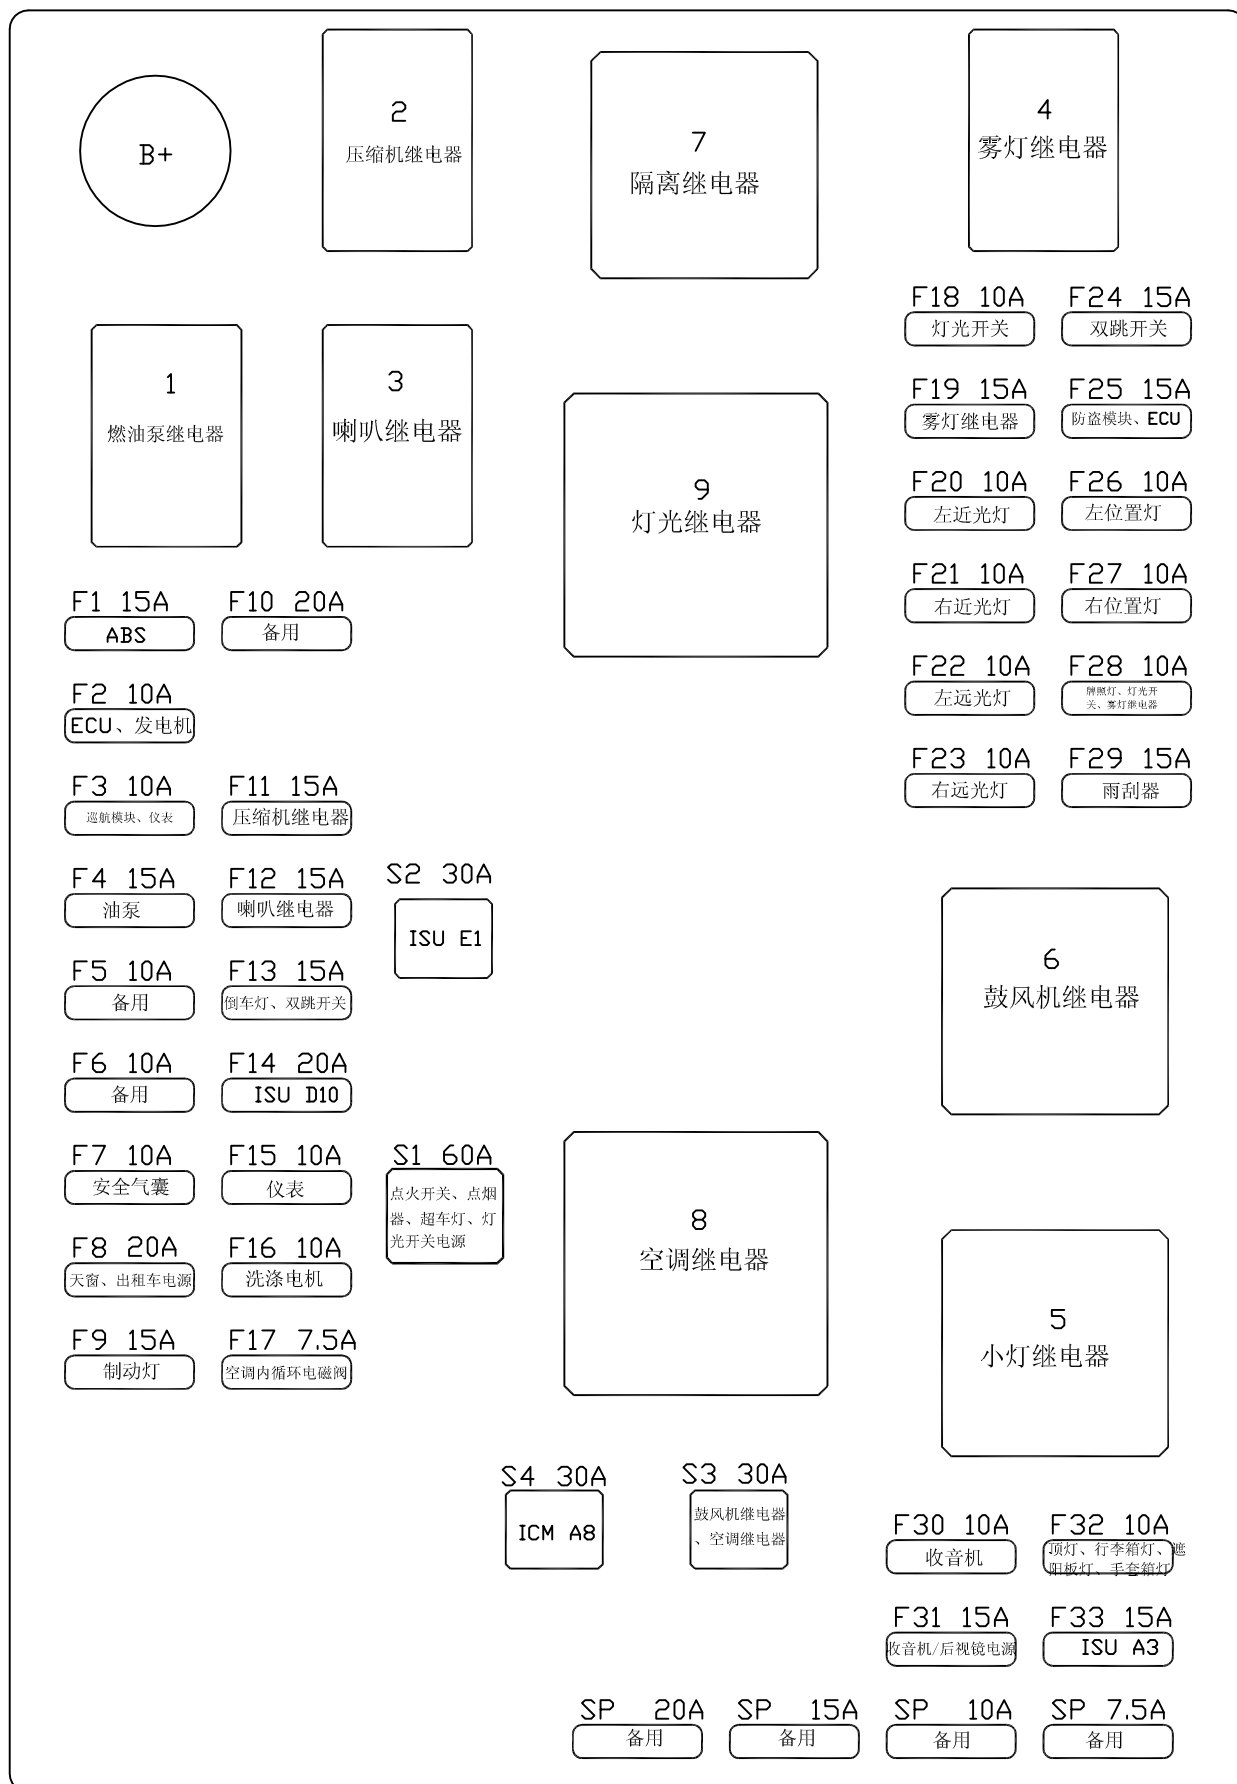 B+
2
压缩机继电器
7
隔离继电器
4
雾灯继电器
1
燃油泵继电器
3
喇叭继电器
9
灯光继电器
F18 10A
灯光开关
F24 15A
双跳开关
F19 15A
雾灯继电器
F25 15A
防盗模块、ECU
F20 10A
左近光灯
F26 10A
左位置灯
F21 10A
右近光灯
F27 10A
右位置灯
F22 10A
左远光灯
F28 10A
牌照灯、灯光开
关、雾灯继电器
F23 10A
右远光灯
F29 15A
雨刮器
F1 15A
ABS
F10 20A
备用
F2 10A
ECU、发电机
F3 10A
巡航模块、仪表
F11 15A
压缩机继电器
F4 15A
油泵
F12 15A
喇叭继电器
S2 30A
ISU E1
F5 10A
备用
F13 15A
倒车灯、双跳开关
F6 10A
备用
F14 20A
ISU D10
F7 10A
安全气囊
F15 10A
仪表
S1 60A
点火开关、点烟
器、超车灯、灯
光开关电源
F8 20A
天窗、出租车电源
F16 10A
洗涤电机
F9 15A
制动灯
F17 7.5A
空调内循环电磁阀
6
鼓风机继电器
8
空调继电器
5
小灯继电器
S4 30A
ICM A8
S3 30A
鼓风机继电器
、空调继电器
F30 10A
收音机
F32 10A
顶灯、行李箱灯、遮
阳板灯、手套箱灯
F31 15A
收音机/后视镜电源
F33 15A
ISU A3
SP 20A
备用
SP 15A
备用
SP 10A
备用
SP 7.5A
备用